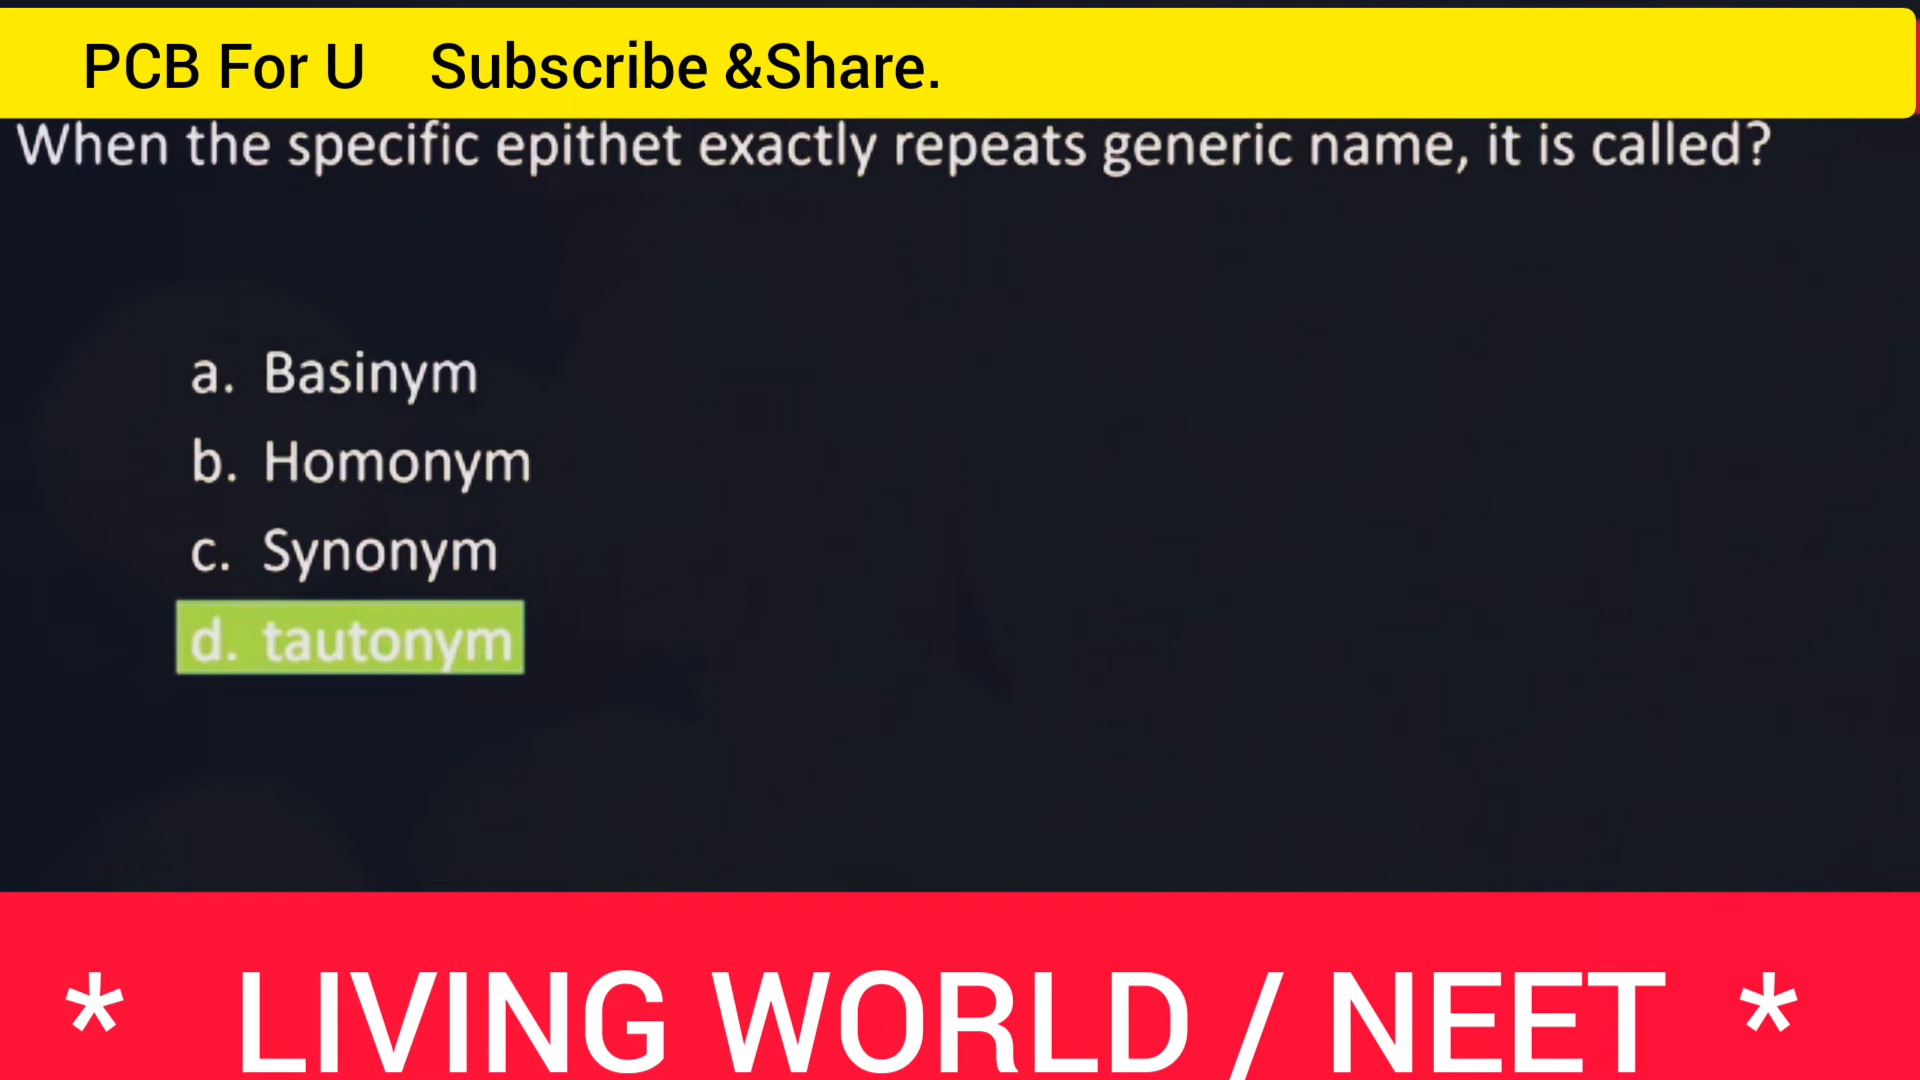 PCB For U Subscribe &Share.
When the specific epithet exactly repeats generic name, it is called?
a. Basinym
b. Homonym
c. Synonym
d. tautonym
* LIVING WORLD / NEET *